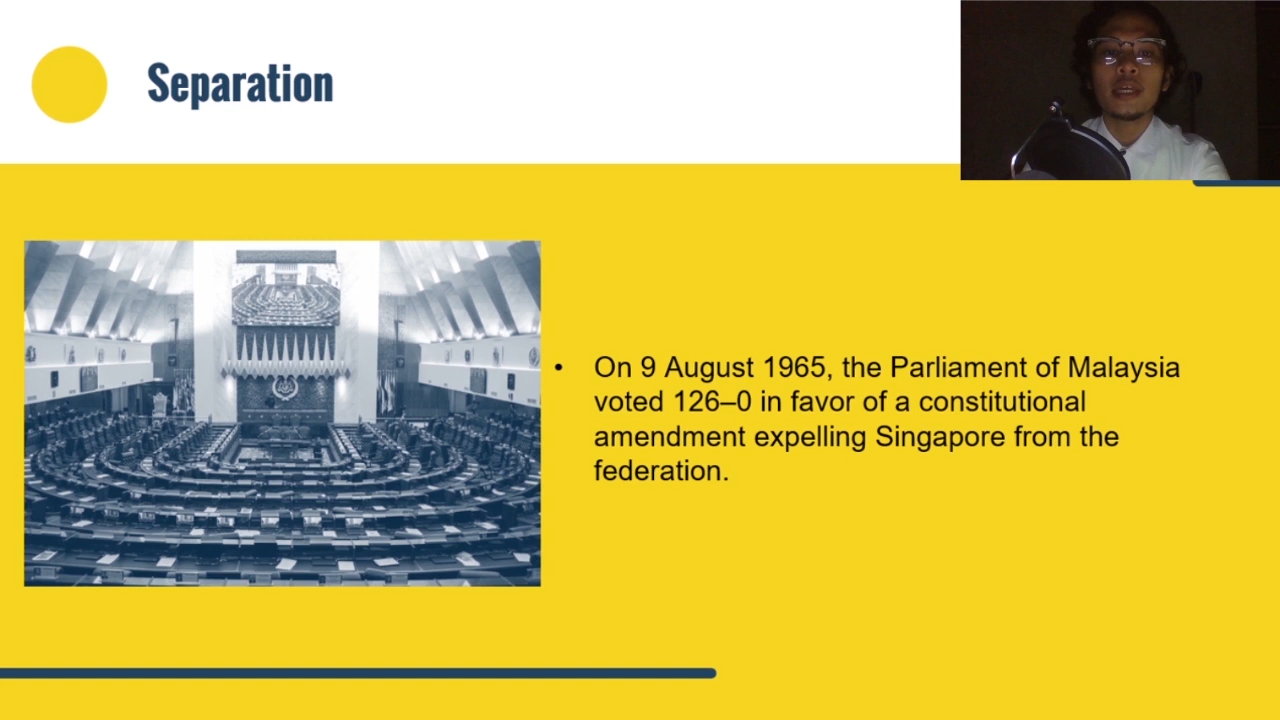 Separation
• On 9 August 1965, the Parliament of Malaysia
voted 126–0 in favor of a constitutional
amendment expelling Singapore from the
federation.